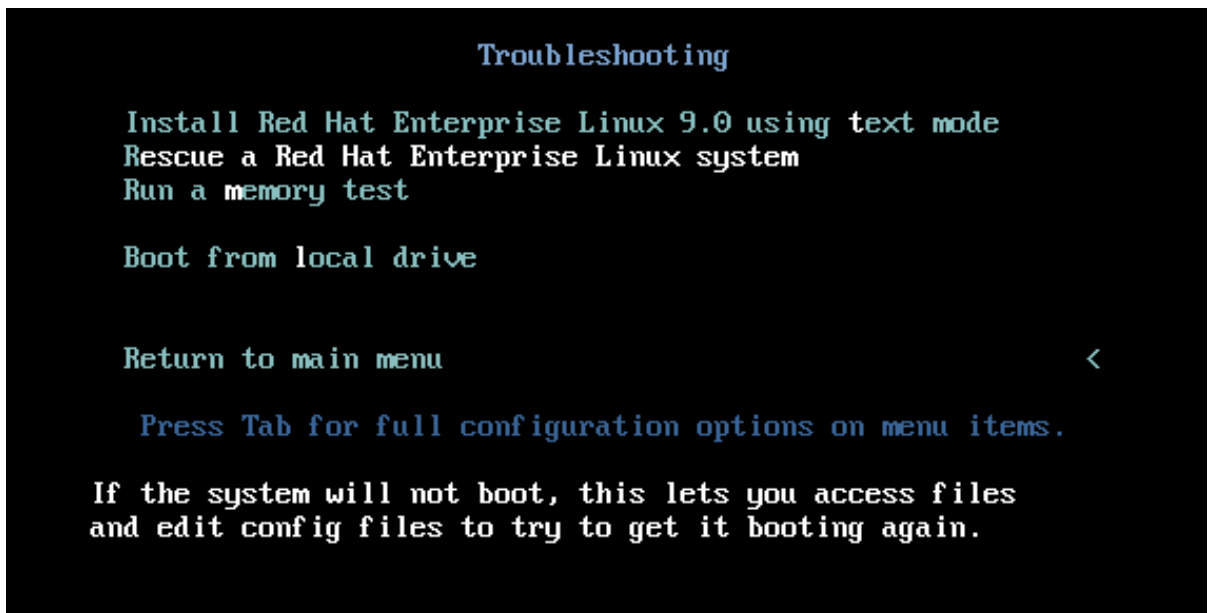 Troubleshooting
Install Red Hat Enterprise Linux 9.0 using text mode
Rescue a Red Hat Enterprise Linux system
Run a memory test
Boot from local drive
Return to main menu <
Press Tab for full configuration options on menu items.
If the system will not boot, this lets you access files
and edit config files to try to get it booting again.